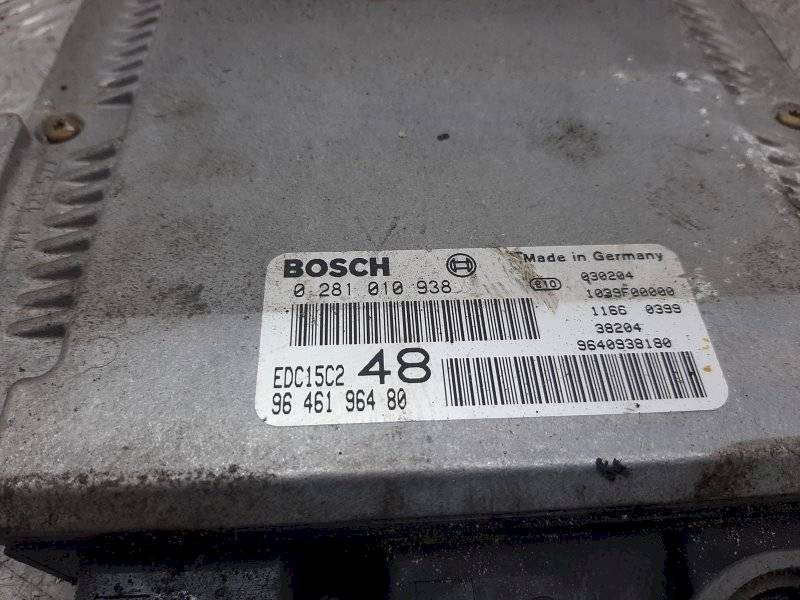 BOSCH
Made in Germany
0 281 010 938
610
030204
1039F00000
1166 0399
38204
9640938180
EDC15C2 48
96 461 964 80